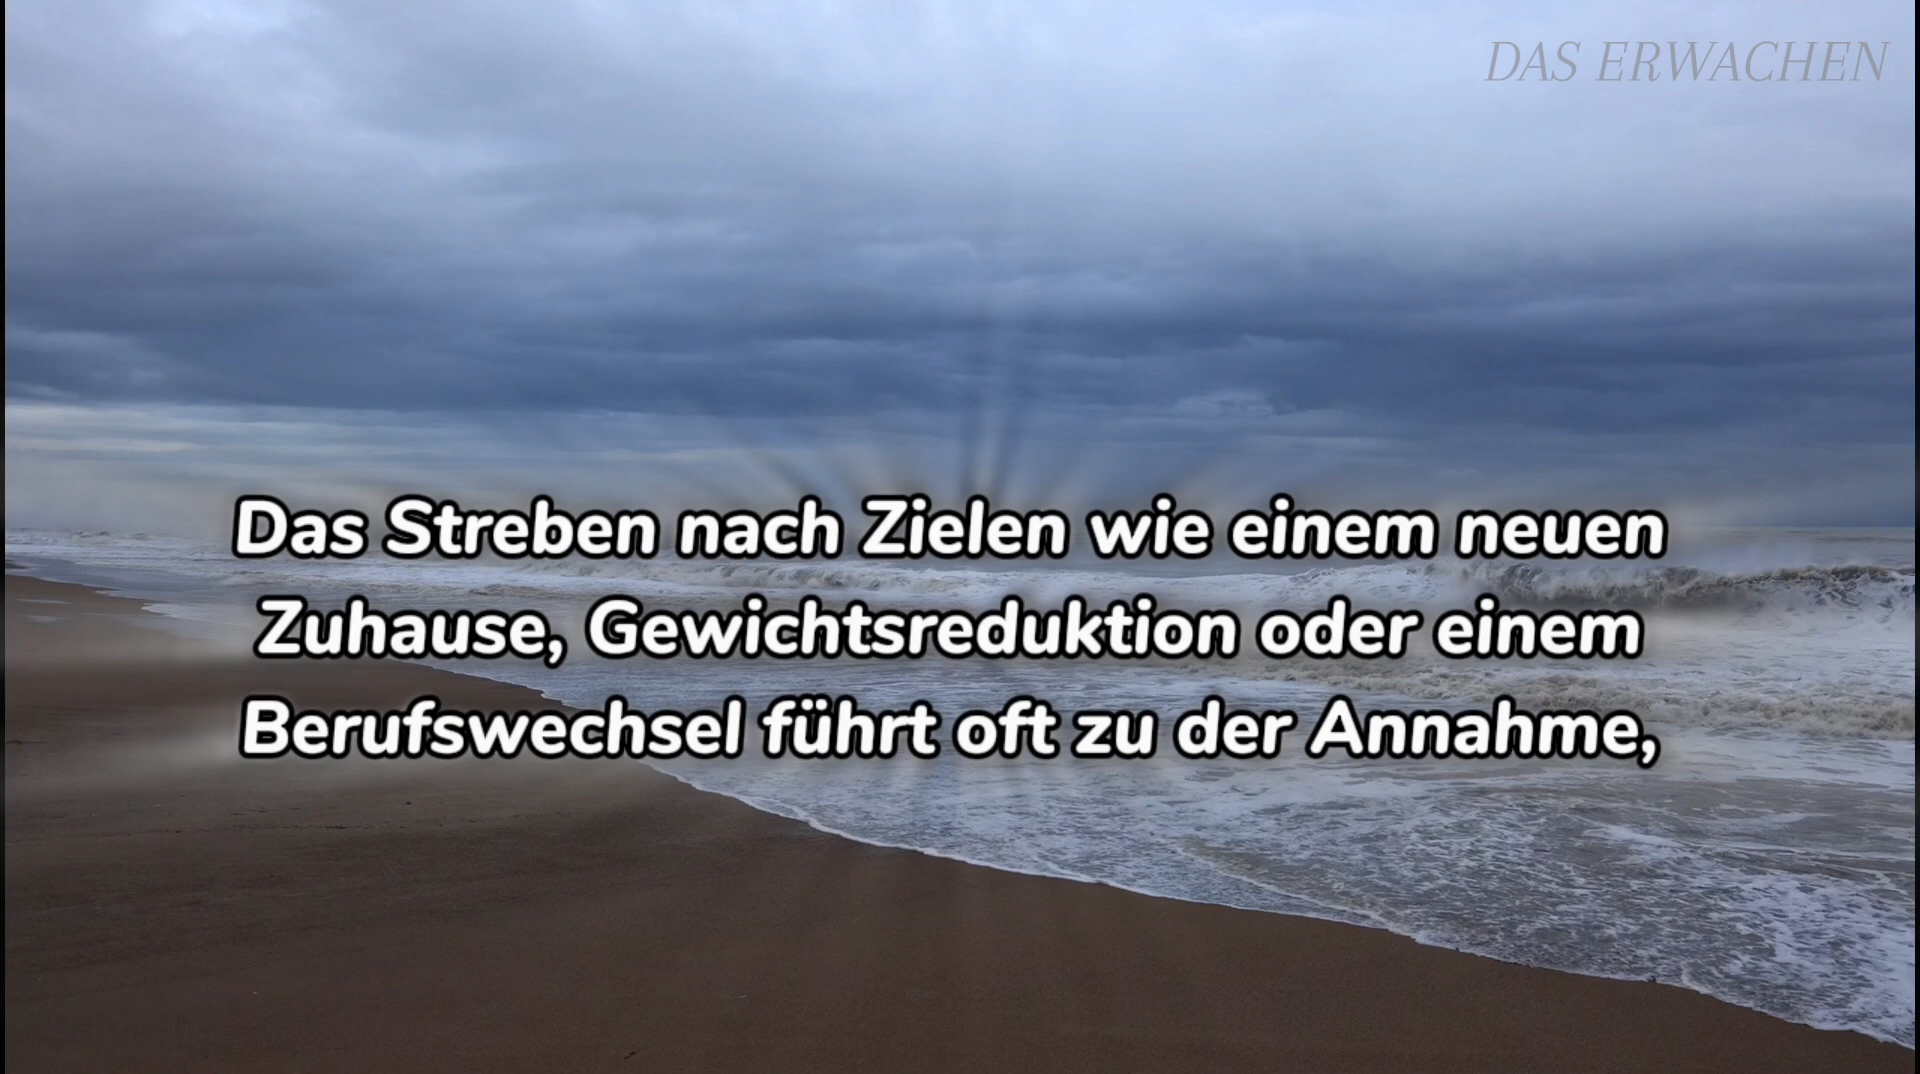 DAS ERWACHEN
Das Streben nach Zielen wie einem neuen
Zuhause, Gewichtsreduktion oder einem
Berufswechsel führt oft zu der Annahme,